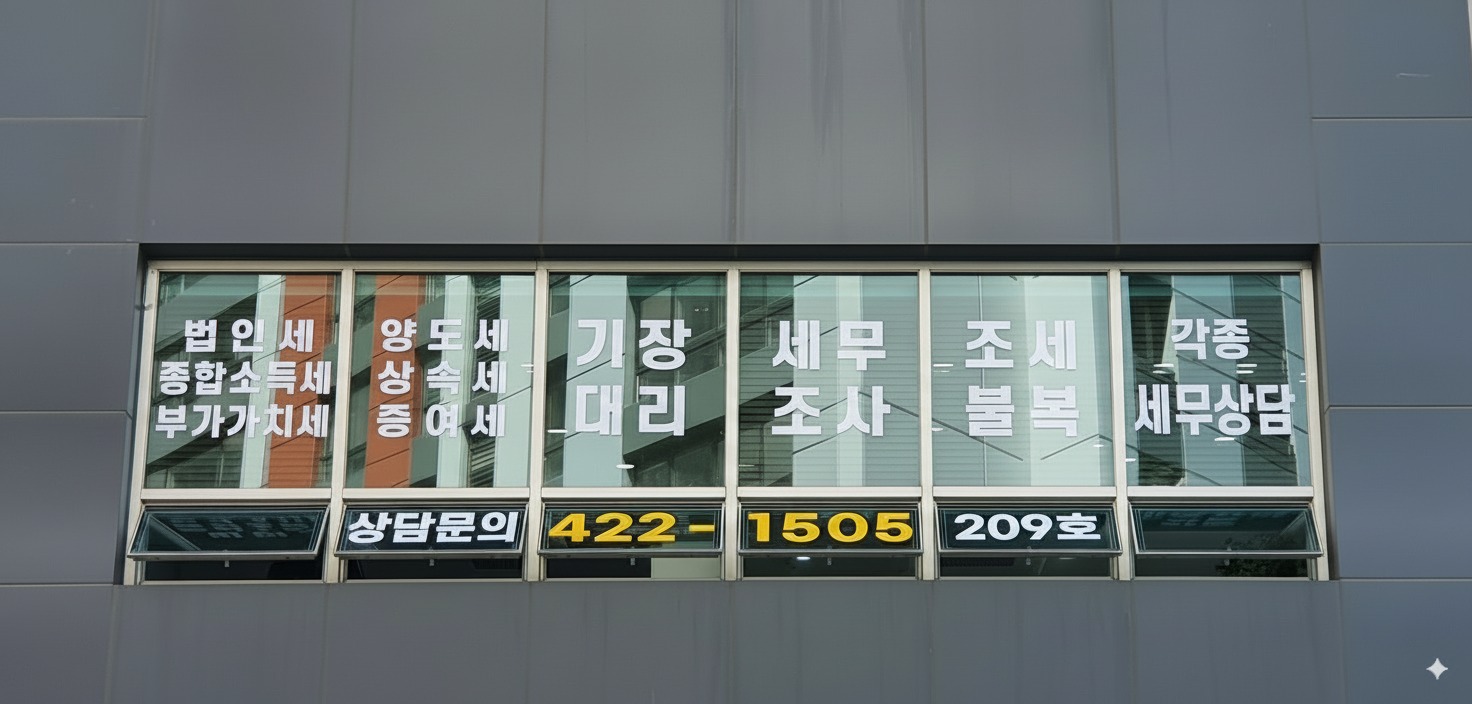 법인세
종합소득세
부가가치세
양도세
상속세
증여세
기장
대리
세무
조사
조세
불복
각종
세무상담
상담문의 422-1505 209호